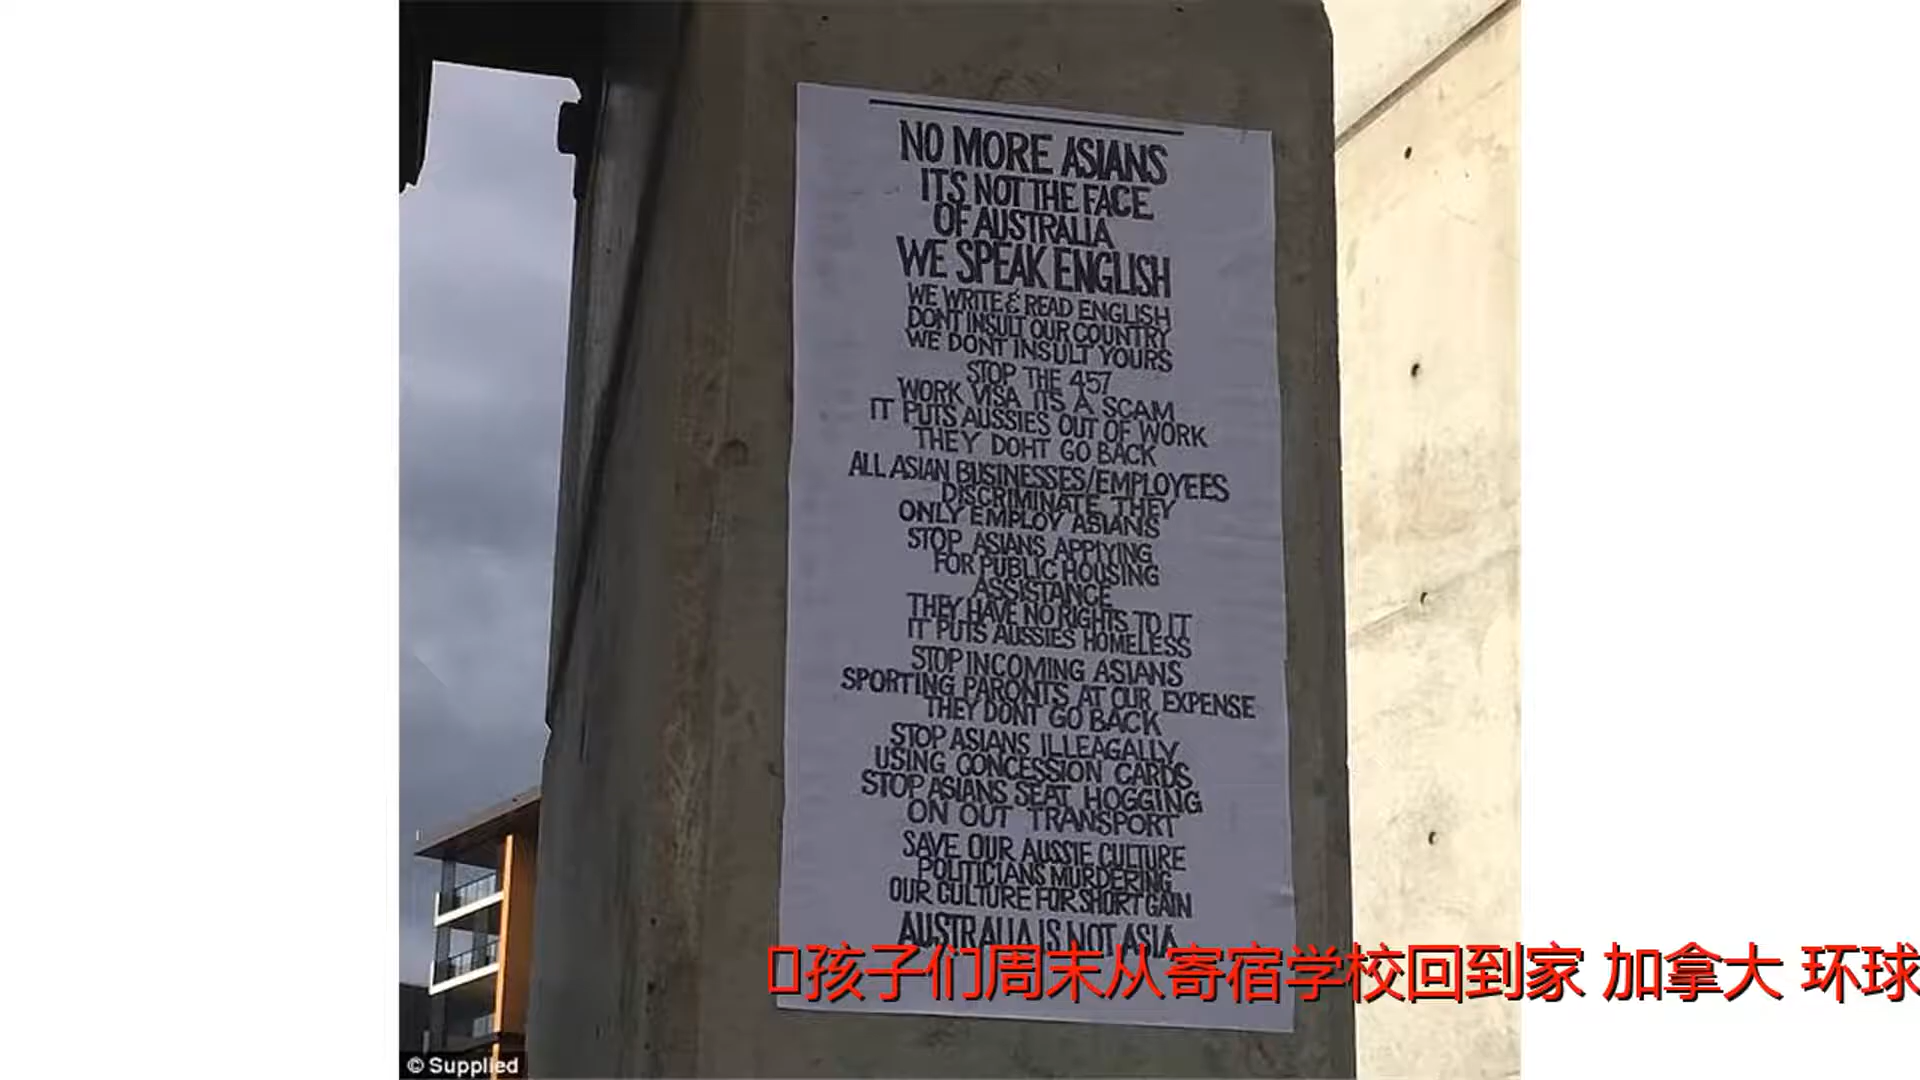 NO MORE ASIANS
IT'S NOT THE FACE
OF AUSTRALIA
WE SPEAK ENGLISH
WE WRITE & READ ENGLISH
DONT INSULT OUR COUNTRY
WE DONT INSULT YOURS
STOP THE 457
WORK VISA ITS A SCAM
IT PUTS AUSSIES OUT OF WORK
THEY DOHT GO BACK
ALL ASIAN BUSINESSES/EMPLOYEES
DISCRIMINATE THEY
ONLY EMPLOY ASIANS
STOP ASIANS APPLYING
FOR PUBLIC HOUSING
ASSISTANCE
THEY HAVE NO RIGHTS TO IT
IT PUTS AUSSIES HOMELESS
STOP INCOMING ASIANS
SPORTING PARONTS AT OUR EXPENSE
THEY DONT GO BACK
STOP ASIANS ILLEAGALLY
USING CONCESSION CARDS
STOP ASIANS SEAT HOGGING
ON OUT TRANSPORT
SAVE OUR AUSSIE CULTURE
POLITICIANS MURDERING
OUR CULTURE FOR SHORT GAIN
AUSTRALIA IS NOT ASIA
孩子们周末从寄宿学校回到家 加拿大 环球
© Supplied